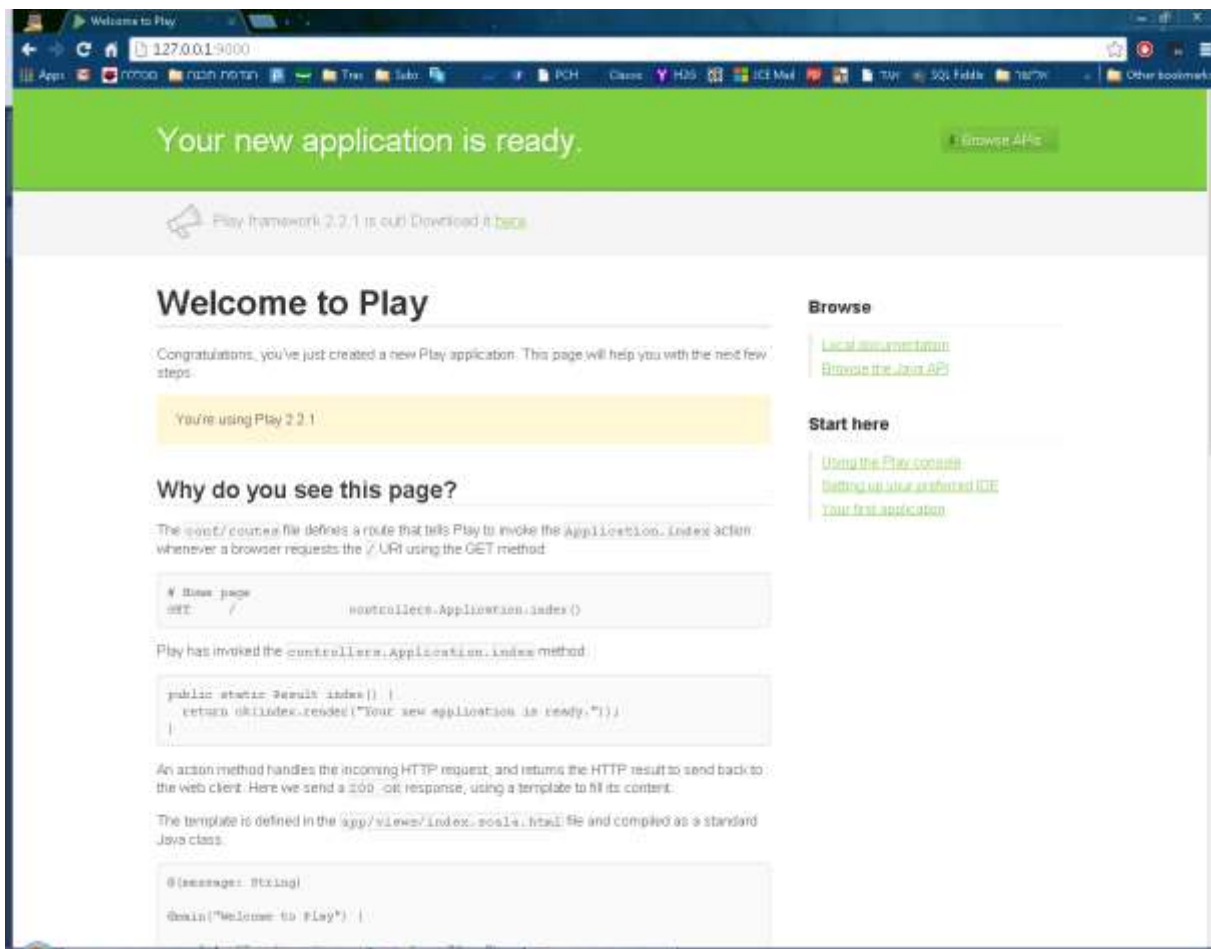 Welcome to Play
127.0.0.1:9000
Apps
Trac
PCH
Classic
H2G
ICE Mail
SQL Fiddle
Other bookmarks
Your new application is ready.
Browse APIs
Play framework 2.2.1 is out! Download it here
Welcome to Play
Congratulations, you've just created a new Play application. This page will help you with the next few
steps.
You're using Play 2.2.1
Why do you see this page?
The conf/routes file defines a route that tells Play to invoke the Application.index action
whenever a browser requests the / URI using the GET method:
# Home page
GET / controllers.Application.index()
Play has invoked the controllers.Application.index method:
public static Result index() {
return ok(index.render("Your new application is ready."));
}
An action method handles the incoming HTTP request, and returns the HTTP result to send back to
the web client. Here we send a 200 OK response, using a template to fill its content.
The template is defined in the app/views/index.scala.html file and compiled as a standard
Java class.
@(message: String)
@main("Welcome to Play") {
Browse
Local documentation
Browse the Java API
Start here
Using the Play console
Setting up your preferred IDE
Your first application